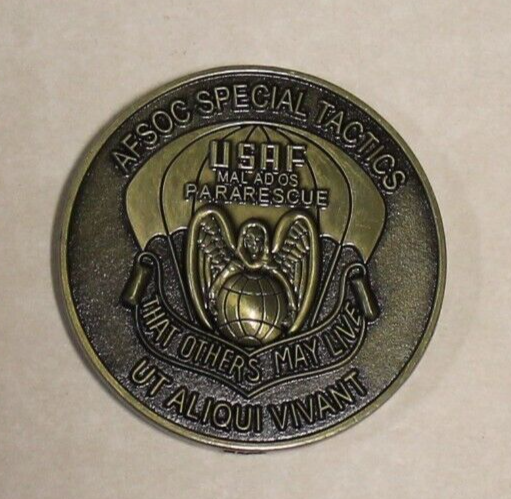 AFSOC SPECIAL TACTICS
USAF
MAL AD OS
PARARESCUE
THAT OTHERS MAY LIVE
UT ALIQUI VIVANT